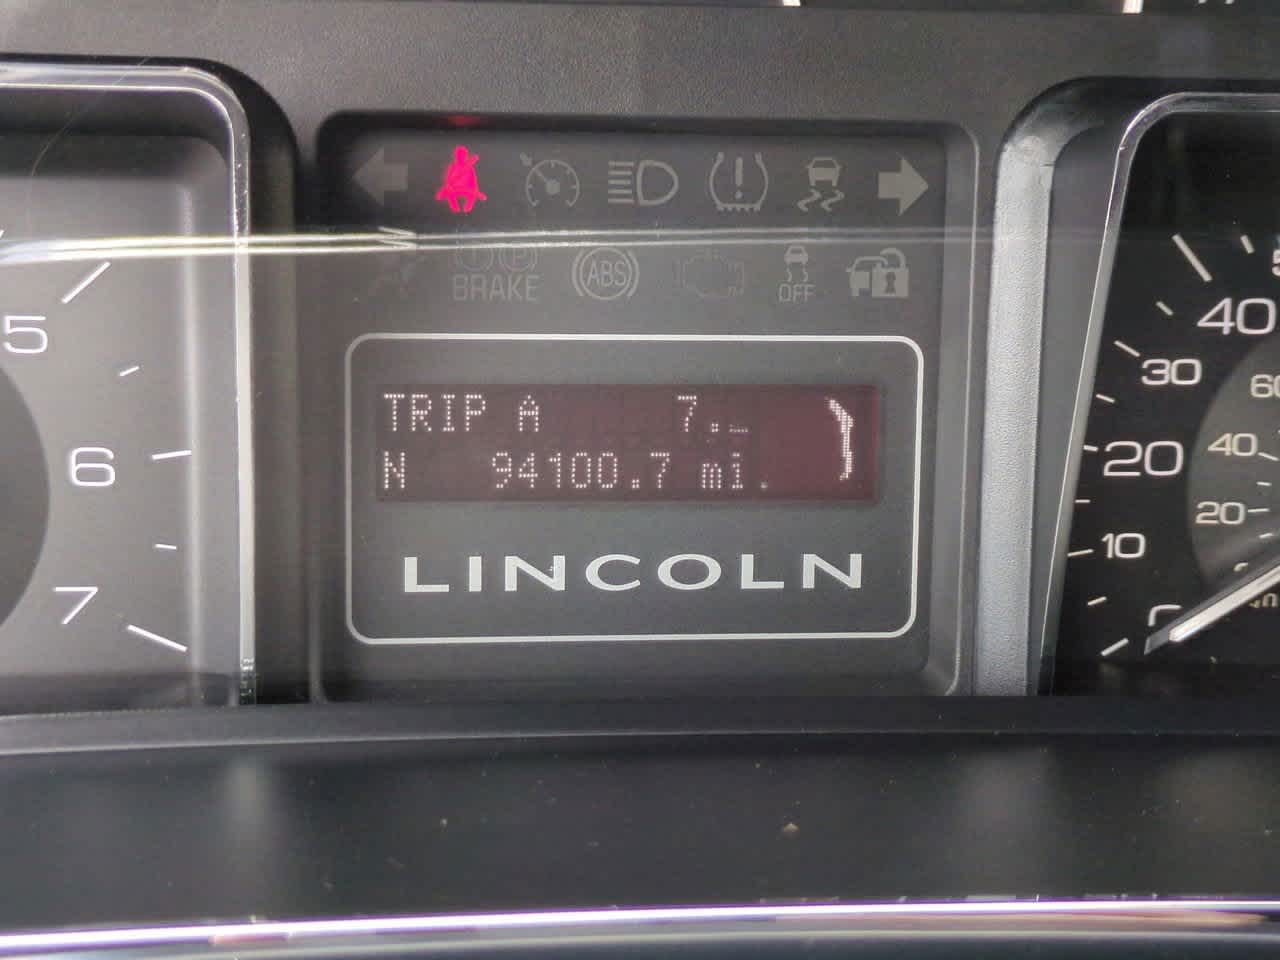 BRAKE
ABS
OFF
5
6
7
TRIP A 7._
N 94100.7 mi.
LINCOLN
40
30
20
10
60
40
20